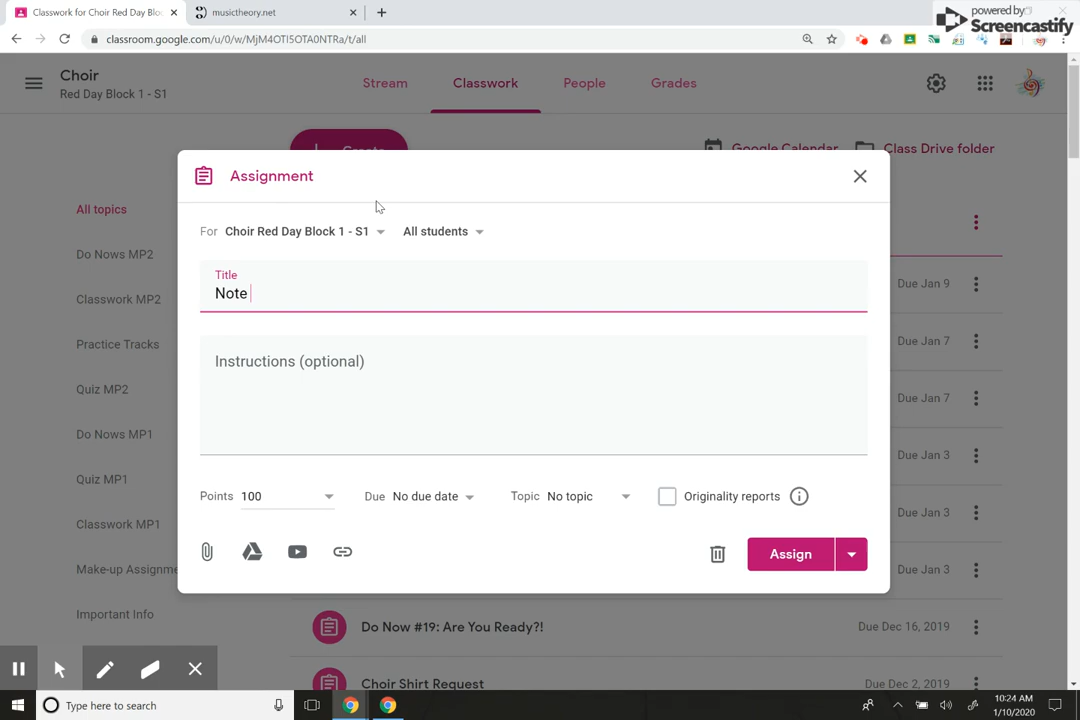 Classwork for Choir Red Day Blo
musictheory.net
powered by
Screencastify
classroom.google.com/u/0/w/MjM4OTI5OTA0NTRa/t/all
Choir
Red Day Block 1 - S1
Stream
Classwork
People
Grades
Create
Google Calendar
Class Drive folder
Assignment
All topics
For Choir Red Day Block 1 - S1
All students
Do Nows MP2
Title
Note
Due Jan 9
Classwork MP2
Practice Tracks
Due Jan 7
Instructions (optional)
Quiz MP2
Due Jan 7
Do Nows MP1
Due Jan 3
Quiz MP1
Points 100
Due No due date
Topic No topic
Originality reports
Due Jan 3
Classwork MP1
Assign
Make-up Assignme
Due Jan 3
Important Info
Do Now #19: Are You Ready?!
Due Dec 16, 2019
Choir Shirt Request
Due Dec 2, 2019
Type here to search
10:24 AM
1/10/2020